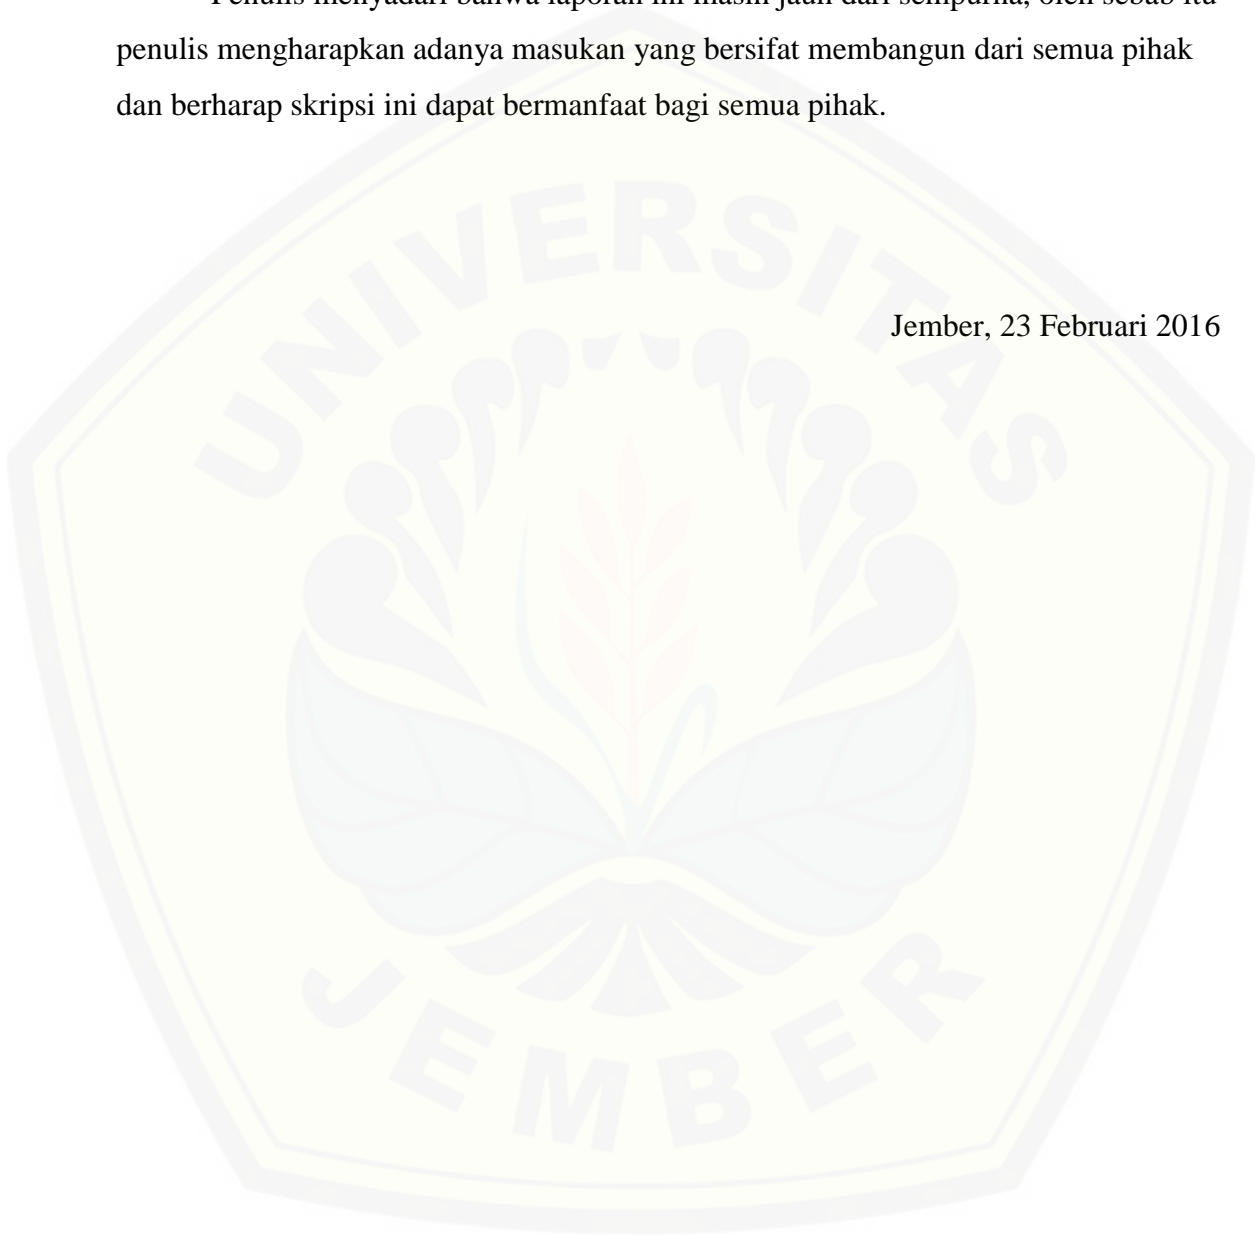 Penulis menyadari bahwa laporan ini masih jauh dari sempurna, oleh sebab itu
penulis mengharapkan adanya masukan yang bersifat membangun dari semua pihak
dan berharap skripsi ini dapat bermanfaat bagi semua pihak.
UNIVERSITAS
Jember, 23 Februari 2016
JEMBER